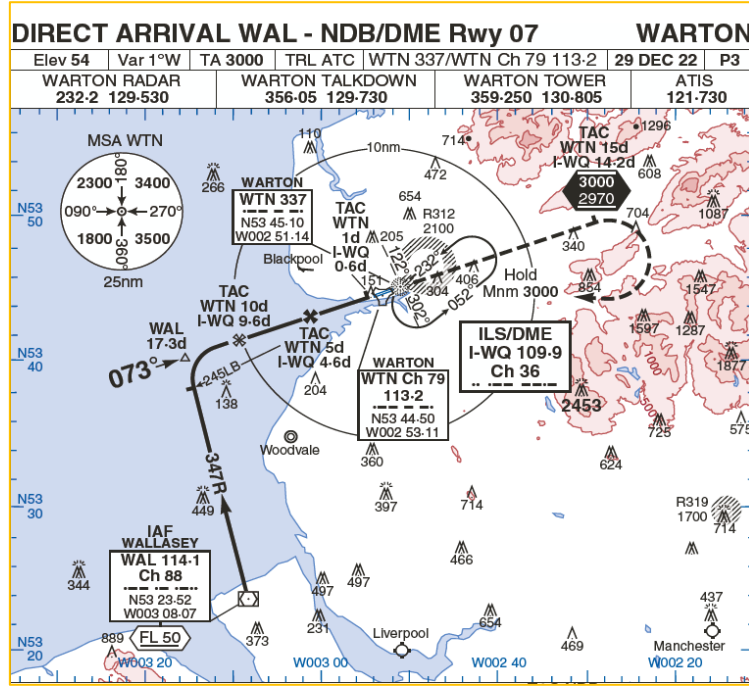 DIRECT ARRIVAL WAL - NDB/DME Rwy 07 WARTON
Elev 54 Var 1°W TA 3000 TRL ATC WTN 337/WTN Ch 79 113·2 29 DEC 22 P3
WARTON RADAR
232·2 129·530
WARTON TALKDOWN
356·05 129·730
WARTON TOWER
359·250 130·805
ATIS
121·730
MSA WTN
180°
2300 3400
090° 270°
1800 3500
360°
25nm
110
10nm
266
714
472
TAC
WTN 15d
I-WQ 14·2d
3000
2970
1296
608
1087
704
N53
50
WARTON
WTN 337
N53 45·10
W002 51·14
654
TAC
WTN
1d
I-WQ
0·6d
205
R312
2100
Blackpool
122°
232°
302°
052°
151
304
406
340
Hold
Mnm 3000
854
1547
1597
1287
TAC
WTN 10d
I-WQ 9·6d
TAC
WTN 5d
I-WQ 4·6d
WAL
17·3d
073°
N53
40
245LB
138
204
ILS/DME
I-WQ 109·9
Ch 36
WARTON
WTN Ch 79
113·2
N53 44·50
W002 53·11
1000
500
1877
2453
725
575
Woodvale
360
624
347R
449
397
714
R319
1700
714
N53
30
IAF
WALLASEY
WAL 114·1
Ch 88
N53 23·52
W003 08·07
FL 50
344
466
497
497
231
373
654
437
889
Liverpool
469
Manchester
N53
20
W003 20
W003 00
W002 40
W002 20